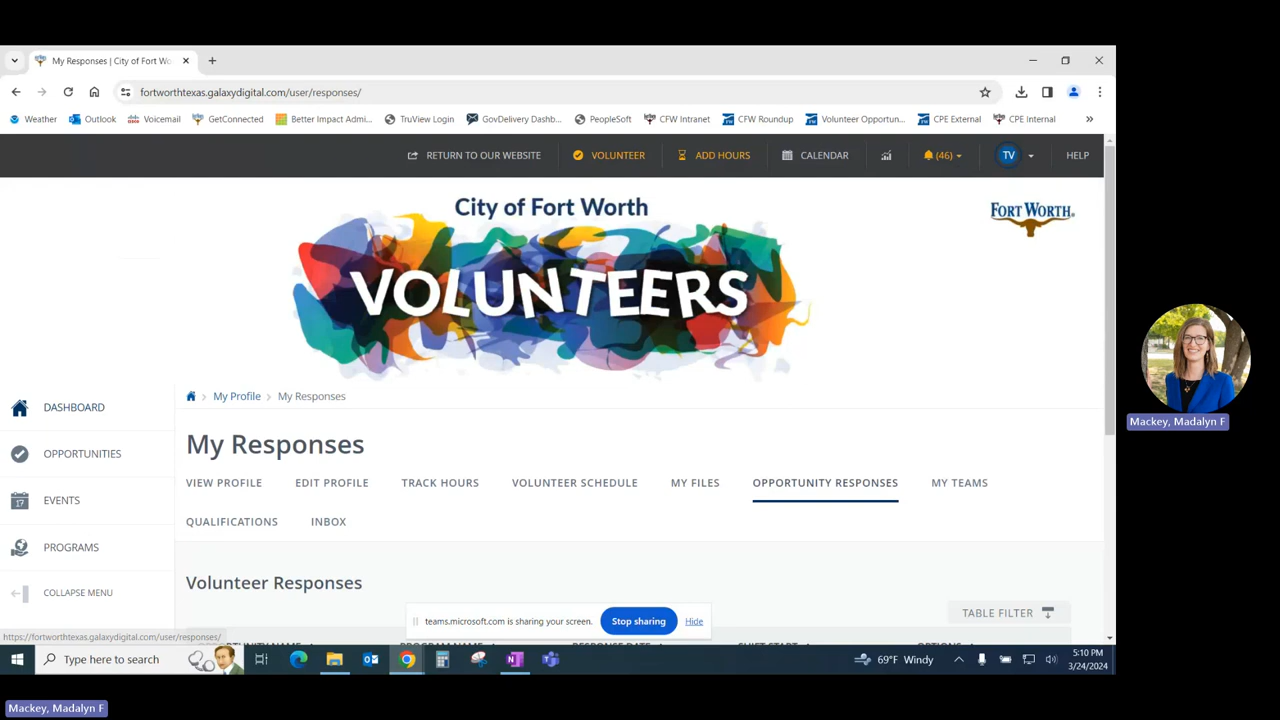 My Responses | City of Fort Wo
fortworthtexas.galaxydigital.com/user/responses/
Weather Outlook Voicemail GetConnected Better Impact Admi... TruView Login GovDelivery Dashb... PeopleSoft CFW Intranet CFW Roundup Volunteer Opportun... CPE External CPE Internal
RETURN TO OUR WEBSITE VOLUNTEER ADD HOURS CALENDAR (46) TV HELP
City of Fort Worth
VOLUNTEERS
FORT WORTH®
Mackey, Madalyn F
My Profile > My Responses
DASHBOARD
OPPORTUNITIES
17 EVENTS
PROGRAMS
COLLAPSE MENU
My Responses
VIEW PROFILE EDIT PROFILE TRACK HOURS VOLUNTEER SCHEDULE MY FILES OPPORTUNITY RESPONSES MY TEAMS
QUALIFICATIONS INBOX
Volunteer Responses
TABLE FILTER
teams.microsoft.com is sharing your screen. Stop sharing Hide
https://fortworthtexas.galaxydigital.com/user/responses/
Type here to search
69°F Windy
5:10 PM
3/24/2024
Mackey, Madalyn F